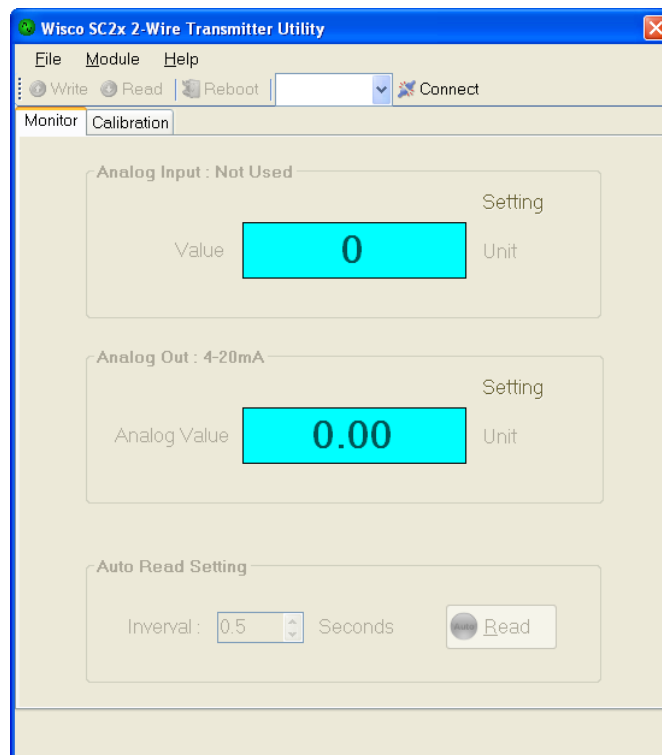 Wisco SC2x 2-Wire Transmitter Utility
File Module Help
Write Read Reboot Connect
Monitor Calibration
Analog Input : Not Used
Setting
Value 0 Unit
Analog Out : 4-20mA
Setting
Analog Value 0.00 Unit
Auto Read Setting
Inverval : 0.5 Seconds Auto Read